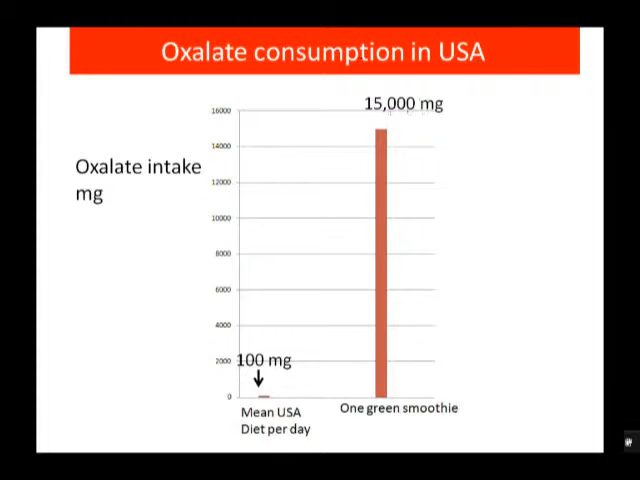 Oxalate consumption in USA
15,000 mg
16000
Oxalate intake
mg
14000
12000
10000
8000
6000
4000
2000
100 mg
0
Mean USA
Diet per day
One green smoothie